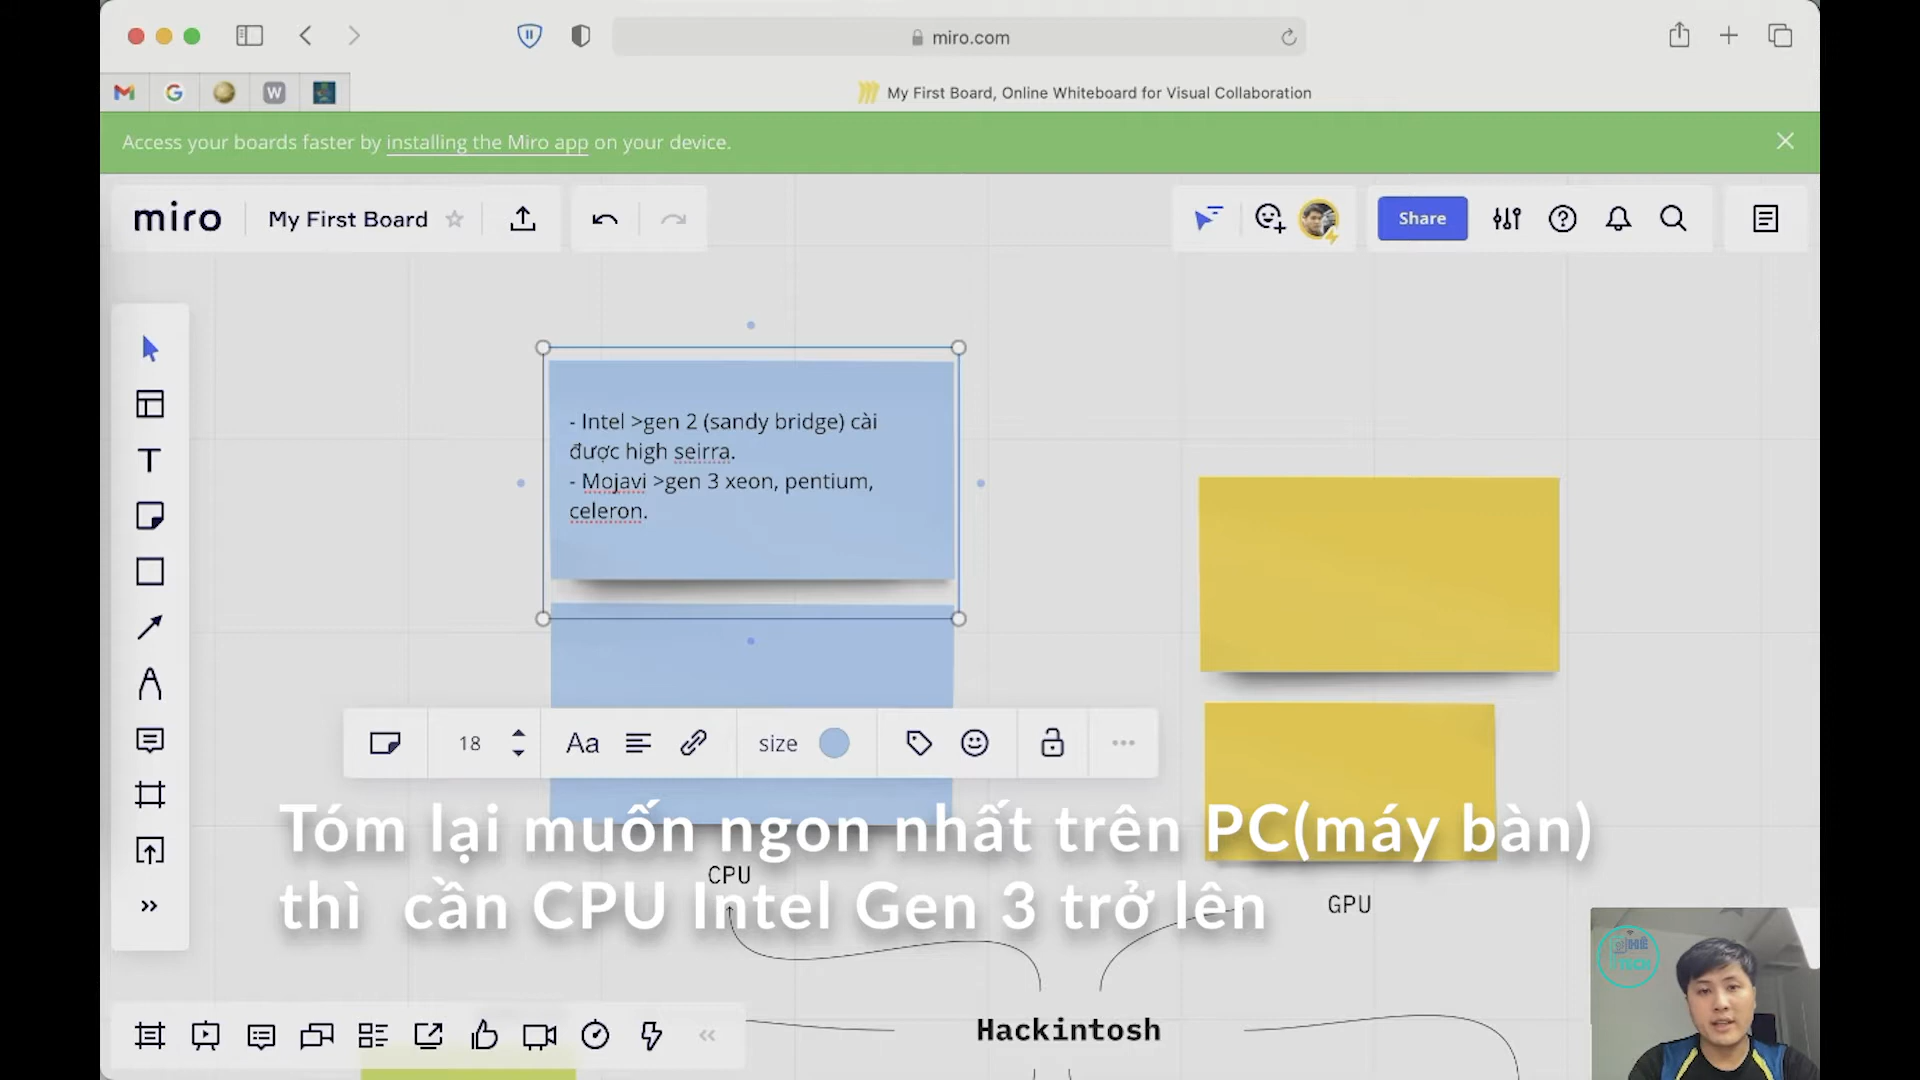 miro.com
W
My First Board, Online Whiteboard for Visual Collaboration
Access your boards faster by installing the Miro app on your device.
miro
My First Board
Share
- Intel >gen 2 (sandy bridge) cài
được high seirra.
- Mojavi >gen 3 xeon, pentium,
celeron.
18
Aa
size
Tóm lại muốn ngon nhất trên PC(máy bàn)
thì cần CPU Intel Gen 3 trở lên
CPU
GPU
Hackintosh
GHẾ
TECH